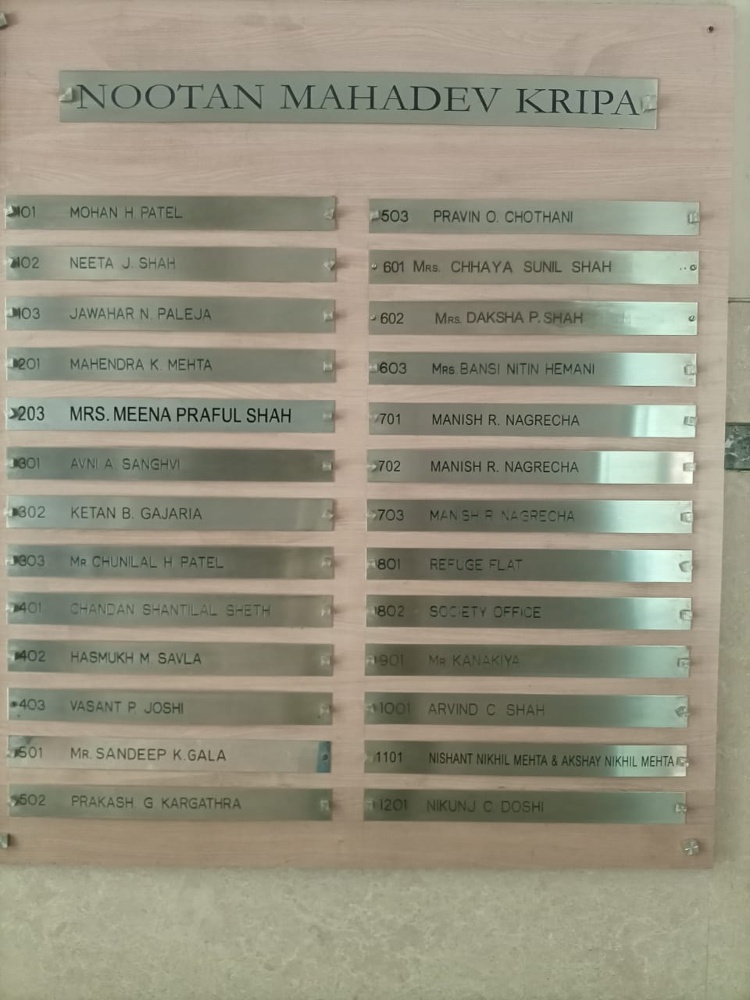 NOOTAN MAHADEV KRIPA
101 MOHAN H. PATEL
102 NEETA J. SHAH
103 JAWAHAR N. PALEJA
201 MAHENDRA K. MEHTA
203 MRS. MEENA PRAFUL SHAH
301 AVNI A. SANGHVI
302 KETAN B. GAJARIA
303 Mr CHUNILAL H. PATEL
401 CHANDAN SHANTILAL SHETH
402 HASMUKH M. SAVLA
403 VASANT P. JOSHI
501 Mr. SANDEEP K. GALA
502 PRAKASH G. KARGATHRA
503 PRAVIN O. CHOTHANI
601 Mrs. CHHAYA SUNIL SHAH
602 Mrs. DAKSHA P. SHAH
603 Mrs. BANSI NITIN HEMANI
701 MANISH R. NAGRECHA
702 MANISH R. NAGRECHA
703 MANISH R. NAGRECHA
801 REFUGE FLAT
802 SOCIETY OFFICE
901 Mr. KANAKIYA
1001 ARVIND C. SHAH
1101 NISHANT NIKHIL MEHTA & AKSHAY NIKHIL MEHTA
1201 NIKUNJ C. DOSHI